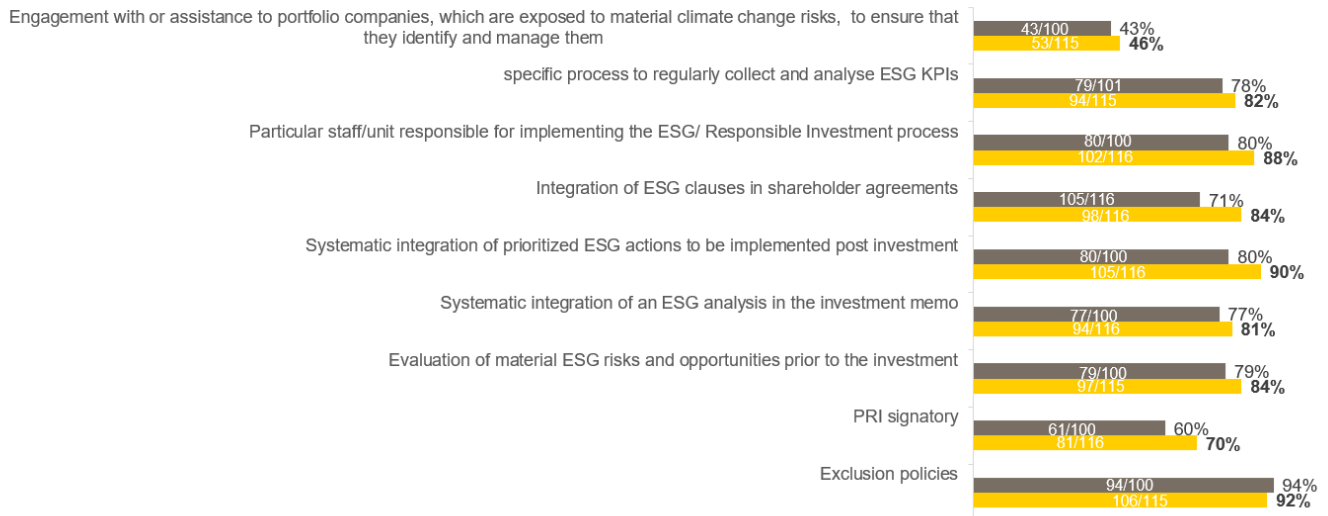 Engagement with or assistance to portfolio companies, which are exposed to material climate change risks, to ensure that
they identify and manage them
43/100 43%
53/115 46%
specific process to regularly collect and analyse ESG KPIs
79/101 78%
94/115 82%
Particular staff/unit responsible for implementing the ESG/ Responsible Investment process
80/100 80%
102/116 88%
Integration of ESG clauses in shareholder agreements
105/116 71%
98/116 84%
Systematic integration of prioritized ESG actions to be implemented post investment
80/100 80%
105/116 90%
Systematic integration of an ESG analysis in the investment memo
77/100 77%
94/116 81%
Evaluation of material ESG risks and opportunities prior to the investment
79/100 79%
97/115 84%
PRI signatory
61/100 60%
81/116 70%
Exclusion policies
94/100 94%
106/115 92%